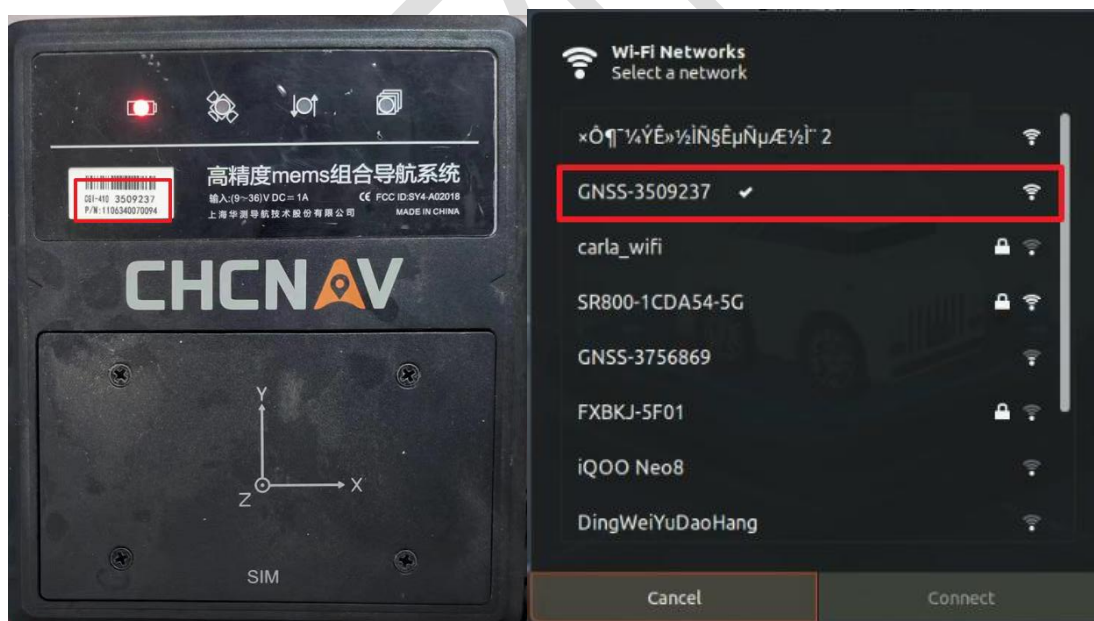 CGI-410 3509237
P/N:1106340070094
高精度mems组合导航系统
输入:(9~36)V DC= 1A
CE FCC ID:SY4-A02018
上海华测导航技术股份有限公司
MADE IN CHINA
CHCNAV
Y
Z
X
SIM
Wi-Fi Networks
Select a network
×Ô¶¯¼ÝÊ»½ÌÑ§ÊµÑµÆ½Ì¨ 2
GNSS-3509237
carla_wifi
SR800-1CDA54-5G
GNSS-3756869
FXBKJ-5F01
iQOO Neo8
DingWeiYuDaoHang
Cancel
Connect